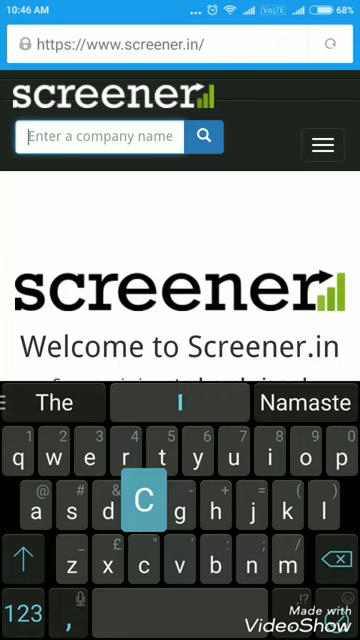 10:46 AM ... VoLTE 68%
https://www.screener.in/
screener
Enter a company name
screener
Welcome to Screener.in
The I Namaste
1 2 3 4 5 6 7 8 9 0
q w e r t y u i o p
@ # & - + = ( )
a s d C g h j k l
_ £ " ' : ; /
z x c v b n m
,!?
123 ,
Made with
VideoShow